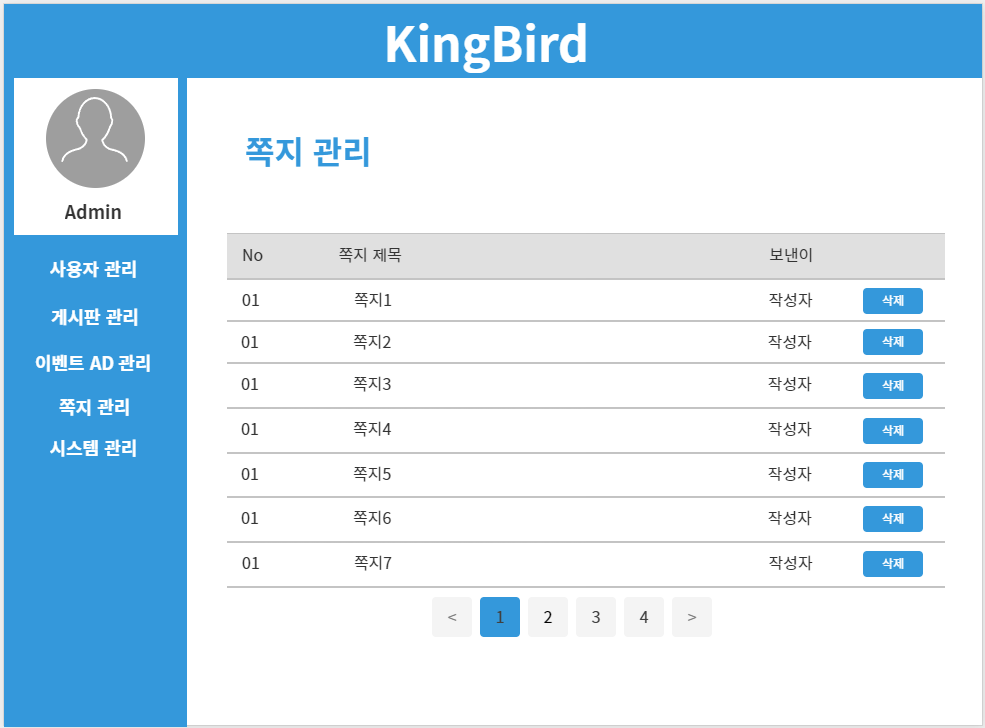 KingBird
Admin
사용자 관리
게시판 관리
이벤트 AD 관리
쪽지 관리
시스템 관리
쪽지 관리
No 쪽지 제목 보낸이
01 쪽지1 작성자 삭제
01 쪽지2 작성자 삭제
01 쪽지3 작성자 삭제
01 쪽지4 작성자 삭제
01 쪽지5 작성자 삭제
01 쪽지6 작성자 삭제
01 쪽지7 작성자 삭제
< 1 2 3 4 >